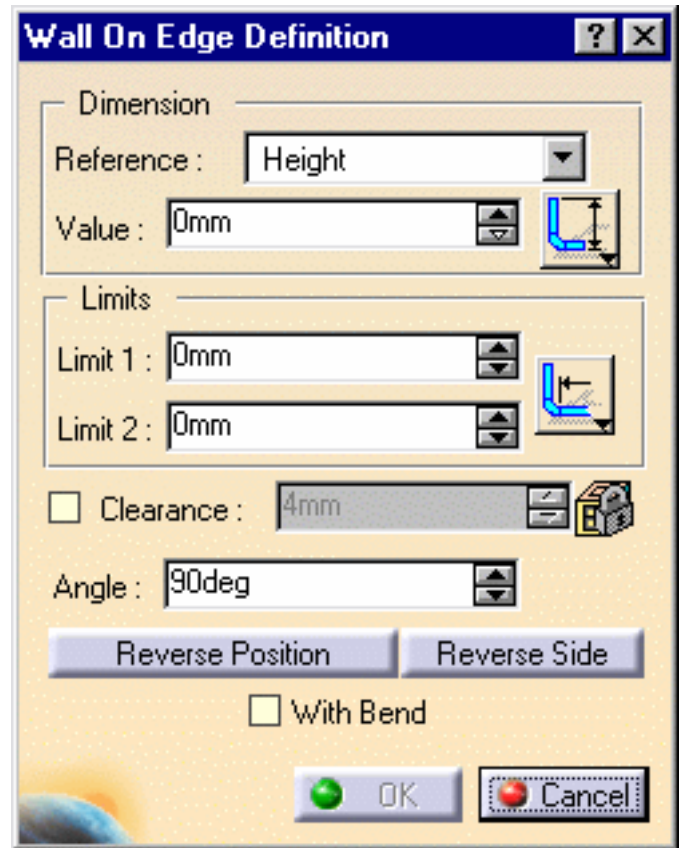 Wall On Edge Definition ? ×
Dimension
Reference : Height
Value : 0mm
Limits
Limit 1 : 0mm
Limit 2 : 0mm
Clearance : 4mm
Angle : 90deg
Reverse Position Reverse Side
With Bend
OK Cancel